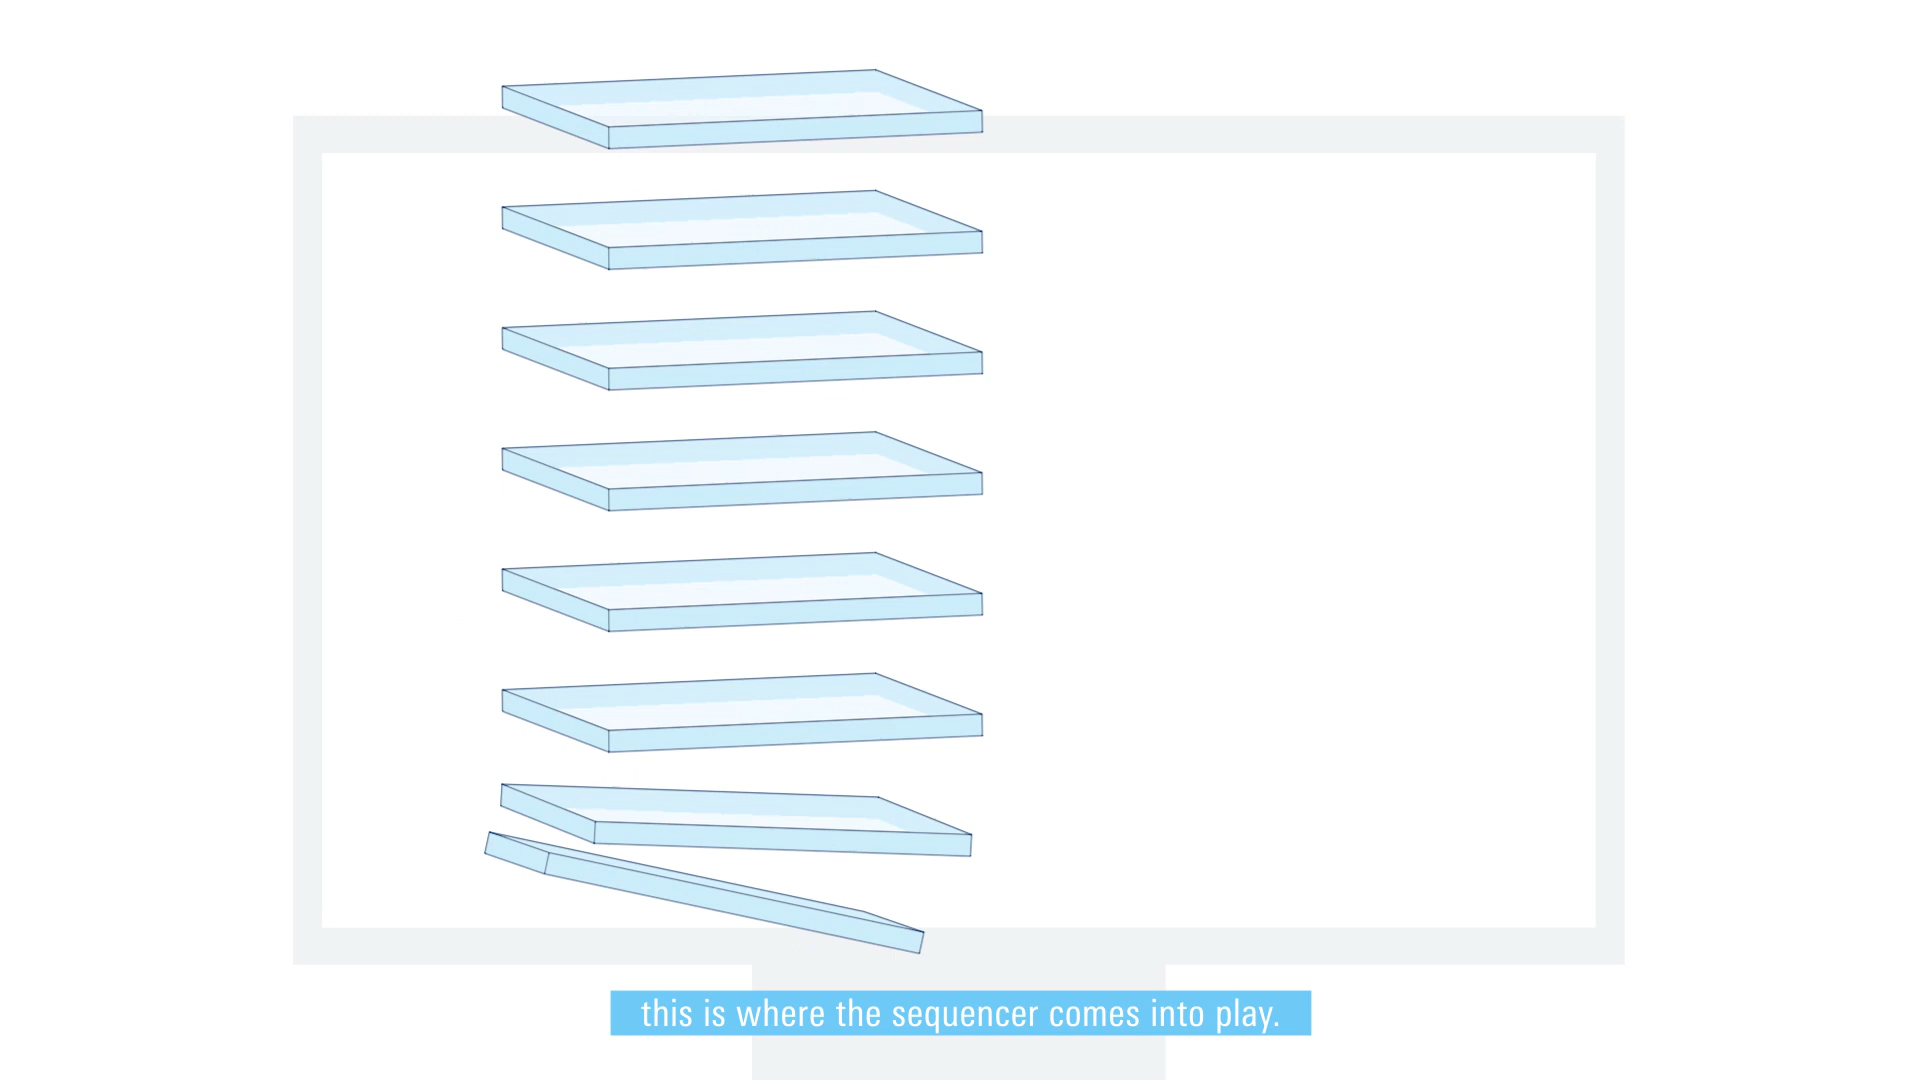 this is where the sequencer comes into play.